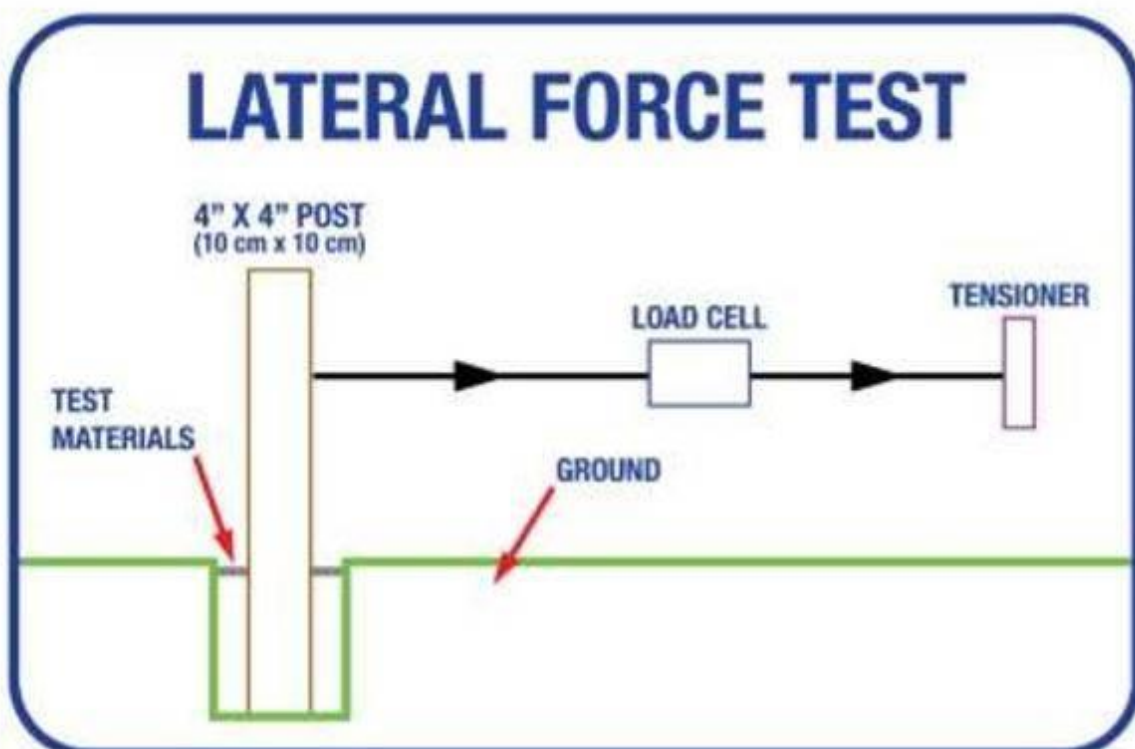 LATERAL FORCE TEST
4” X 4” POST
(10 cm x 10 cm)
LOAD CELL
TENSIONER
TEST
MATERIALS
GROUND